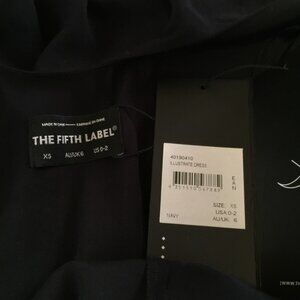 MADE IN CHINA
THE FIFTH LABEL®
XS
AU/UK 6
US 0-2
40190410
ILLUSTRATE DRESS
EAN
SIZE: XS
USA: 0-2
NAVY
AU/UK: 6